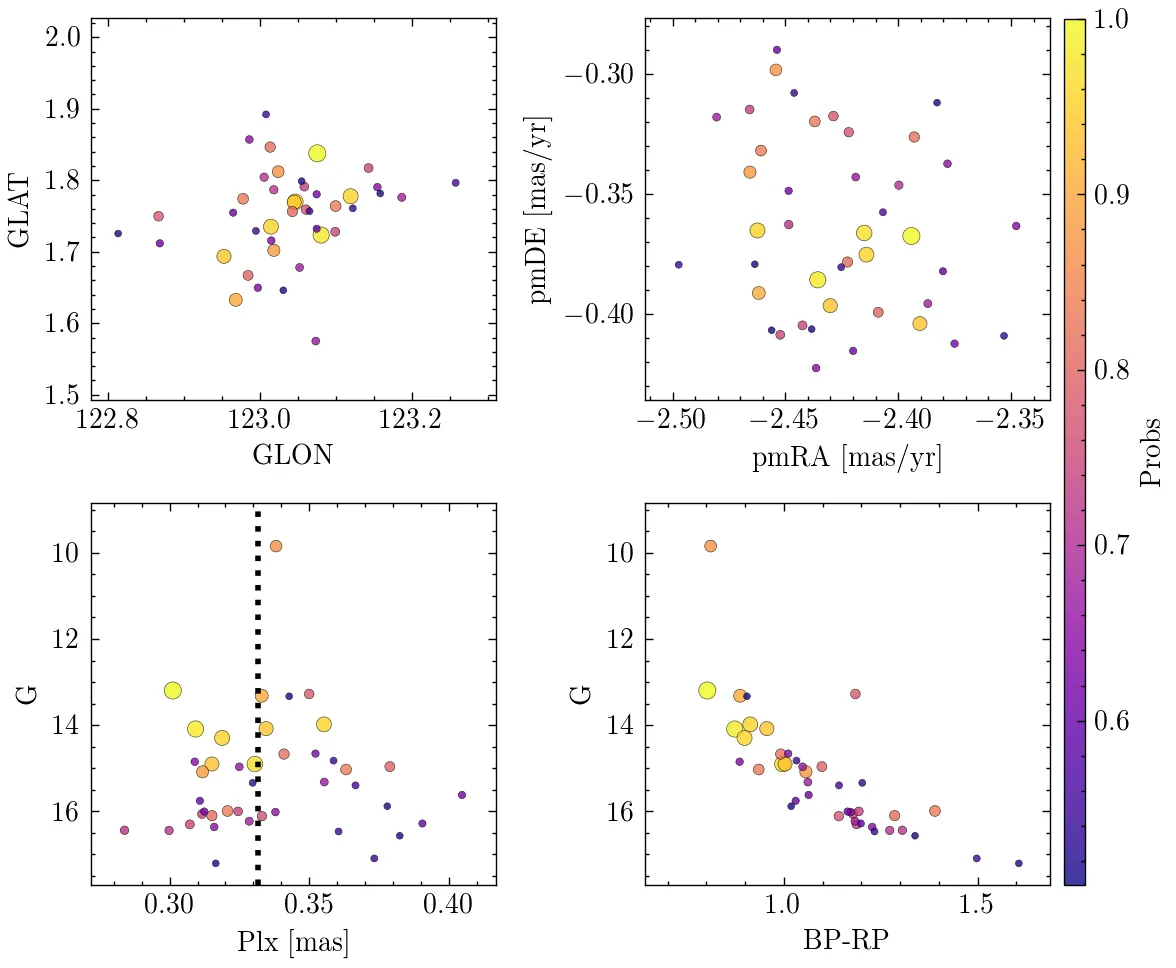 2.0
1.9
1.8
1.7
1.6
1.5
GLAT
122.8 123.0 123.2
GLON
−0.30
−0.35
−0.40
pmDE [mas/yr]
−2.50 −2.45 −2.40 −2.35
pmRA [mas/yr]
10
12
14
16
G
0.30 0.35 0.40
Plx [mas]
10
12
14
16
G
1.0 1.5
BP-RP
1.0
0.9
0.8
0.7
0.6
Probs